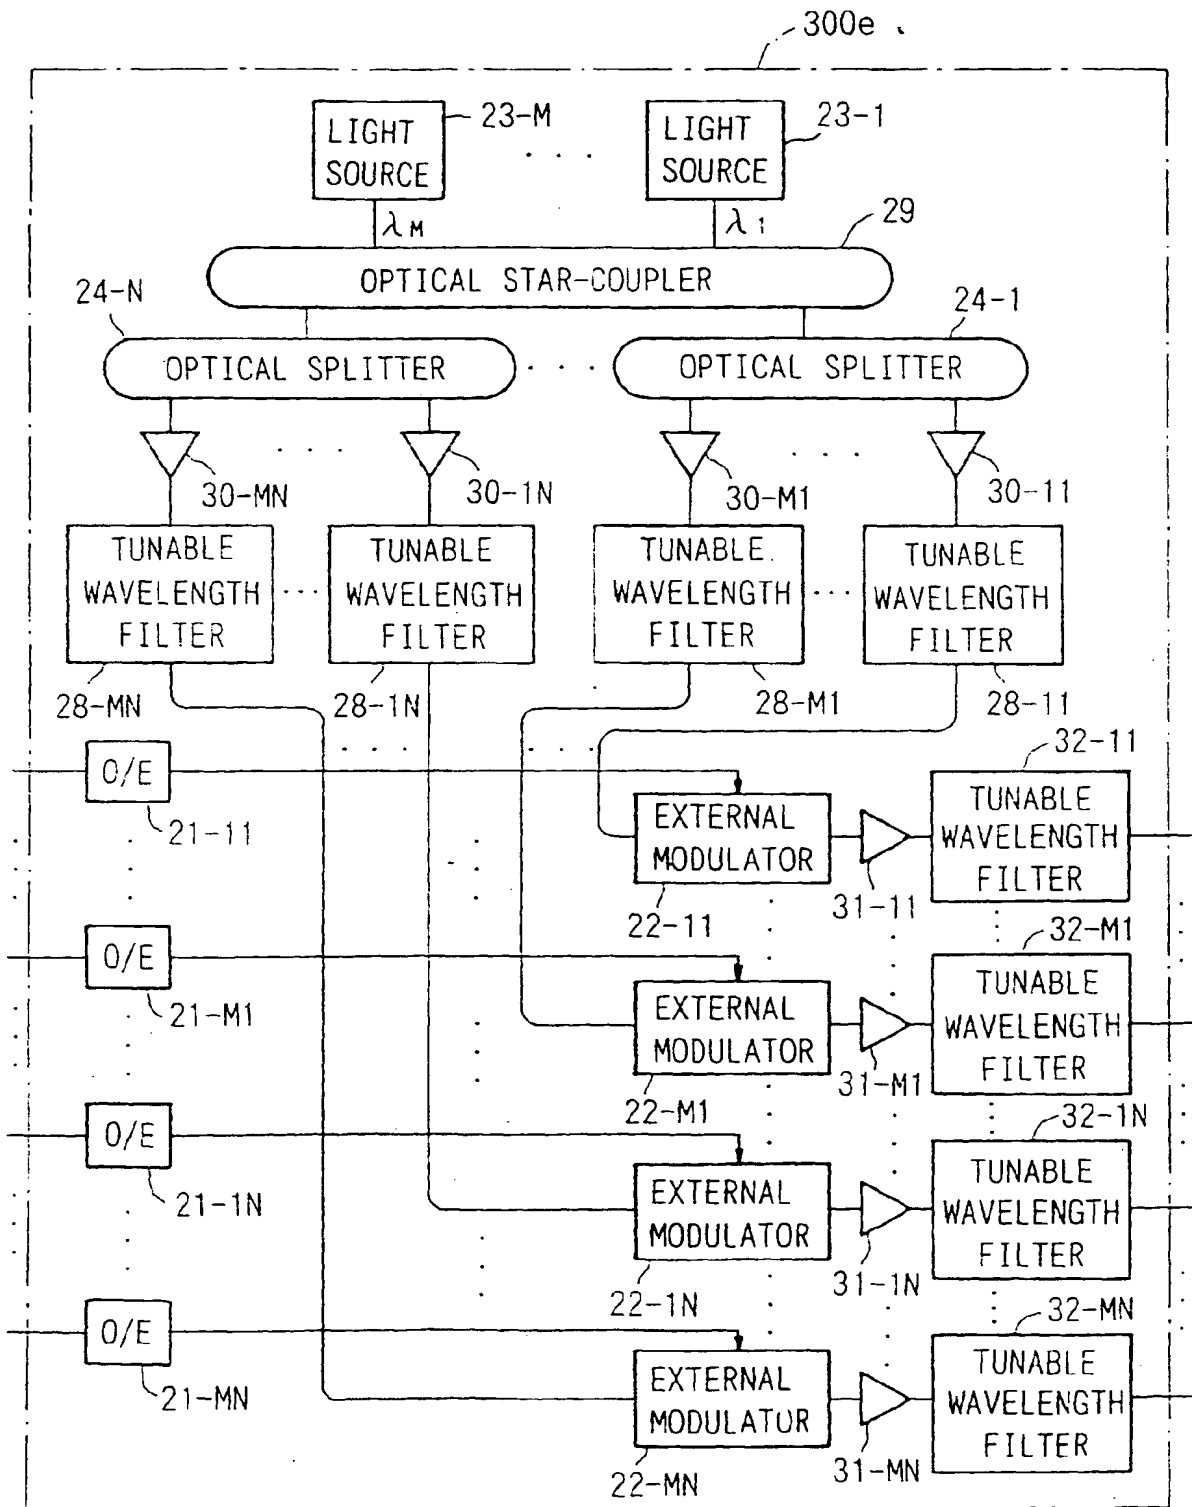 300e
LIGHT
SOURCE
23-M
LIGHT
SOURCE
23-1
λM
λ1
29
OPTICAL STAR-COUPLER
24-N
24-1
OPTICAL SPLITTER
OPTICAL SPLITTER
30-MN
30-1N
30-M1
30-11
TUNABLE
WAVELENGTH
FILTER
TUNABLE
WAVELENGTH
FILTER
TUNABLE
WAVELENGTH
FILTER
TUNABLE
WAVELENGTH
FILTER
28-MN
28-1N
28-M1
28-11
O/E
21-11
EXTERNAL
MODULATOR
22-11
31-11
32-11
TUNABLE
WAVELENGTH
FILTER
O/E
21-M1
EXTERNAL
MODULATOR
22-M1
31-M1
32-M1
TUNABLE
WAVELENGTH
FILTER
O/E
21-1N
EXTERNAL
MODULATOR
22-1N
31-1N
32-1N
TUNABLE
WAVELENGTH
FILTER
O/E
21-MN
EXTERNAL
MODULATOR
22-MN
31-MN
32-MN
TUNABLE
WAVELENGTH
FILTER